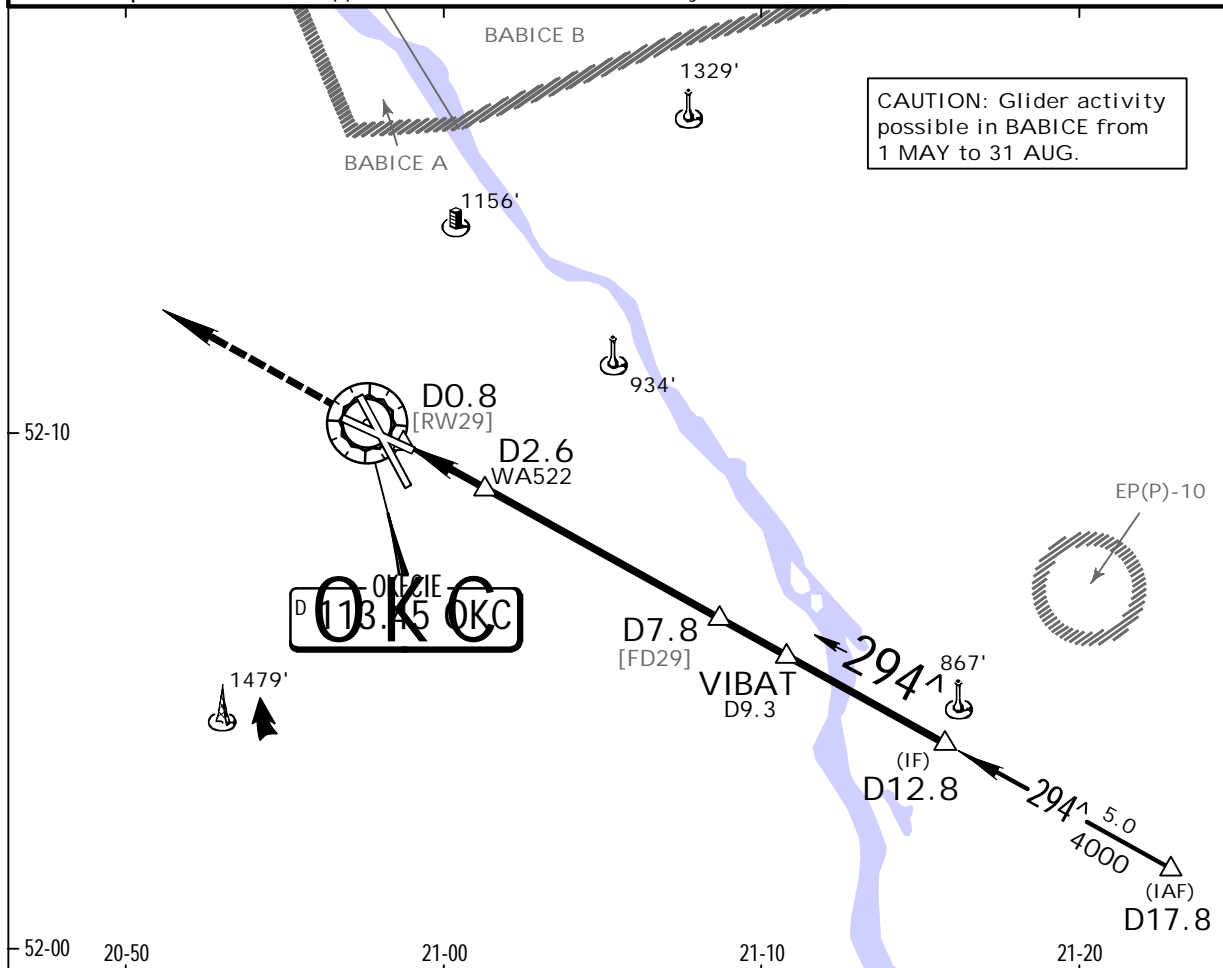 BABICE B
1329'
CAUTION: Glider activity
possible in BABICE from
1 MAY to 31 AUG.
BABICE A
1156'
934'
D0.8
[RW29]
52-10
D2.6
WA522
EP(P)-10
OKECIE
D 113.45 OKC
O K C
D7.8
[FD29]
VIBAT
D9.3
294^
867'
1479'
(IF)
D12.8
294^
5.0
4000
(IAF)
D17.8
52-00
20-50
21-00
21-10
21-20